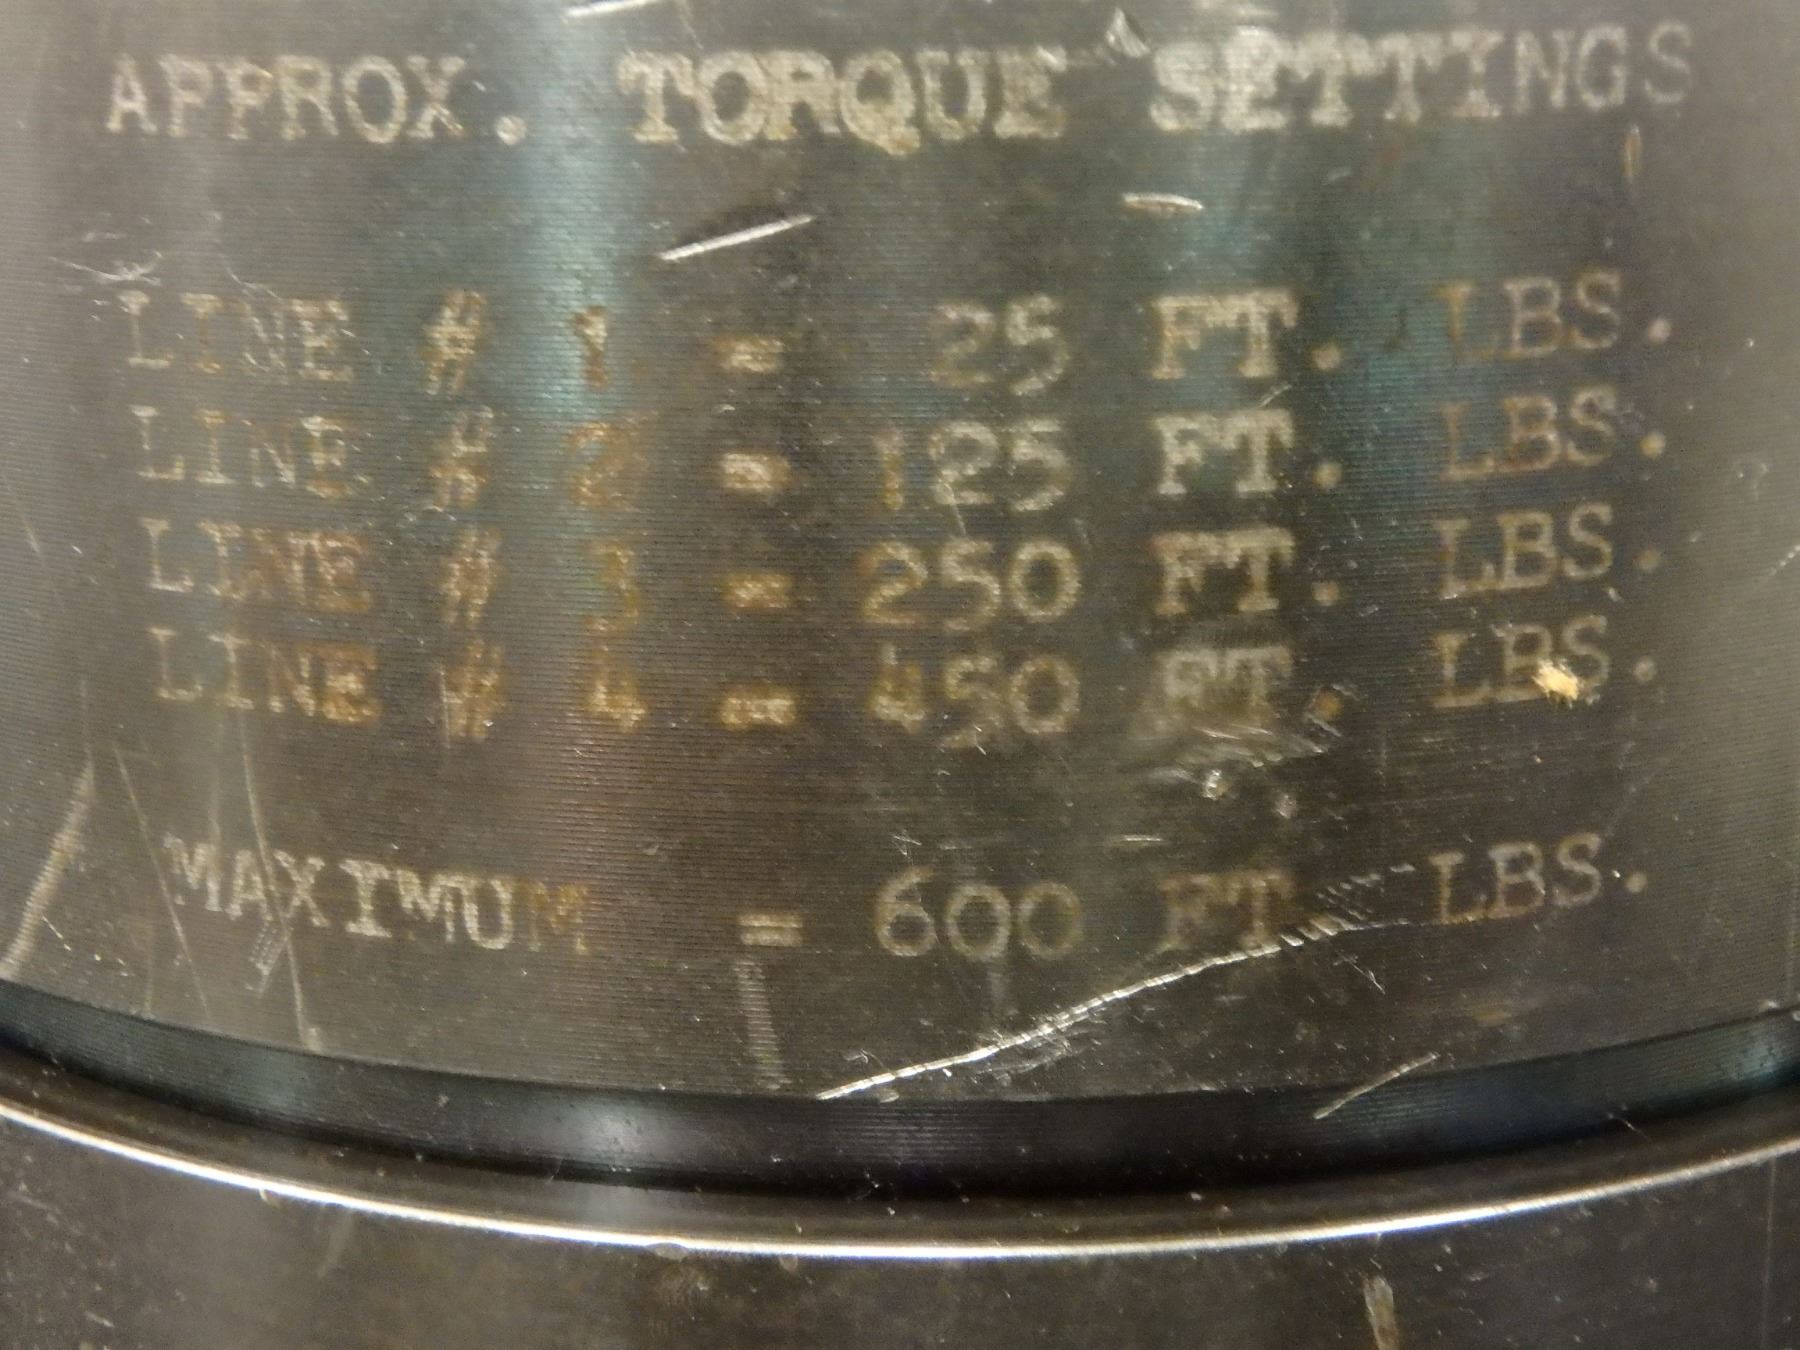 APPROX. TORQUE SETTINGS
LINE # 1 = 25 FT. LBS.
LINE # 2 = 125 FT. LBS.
LINE # 3 = 250 FT. LBS.
LINE # 4 = 450 FT. LBS.
MAXIMUM = 600 FT LBS.